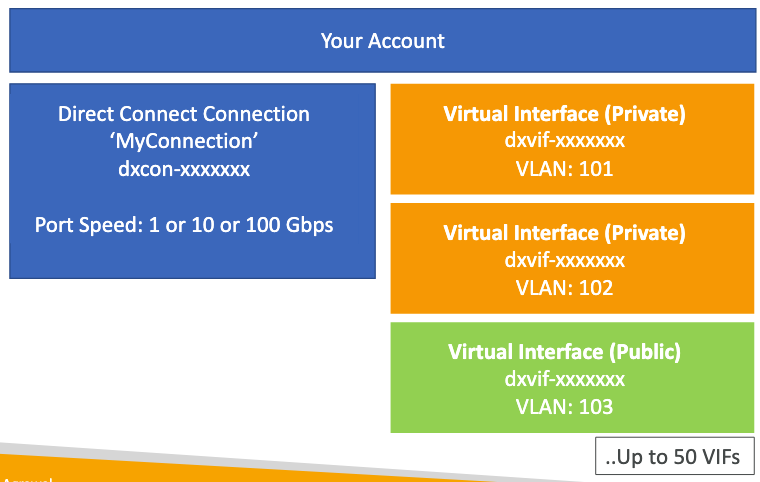 Your Account
Direct Connect Connection
‘MyConnection’
dxcon-xxxxxxx
Port Speed: 1 or 10 or 100 Gbps
Virtual Interface (Private)
dxvif-xxxxxxx
VLAN: 101
Virtual Interface (Private)
dxvif-xxxxxxx
VLAN: 102
Virtual Interface (Public)
dxvif-xxxxxxx
VLAN: 103
..Up to 50 VIFs